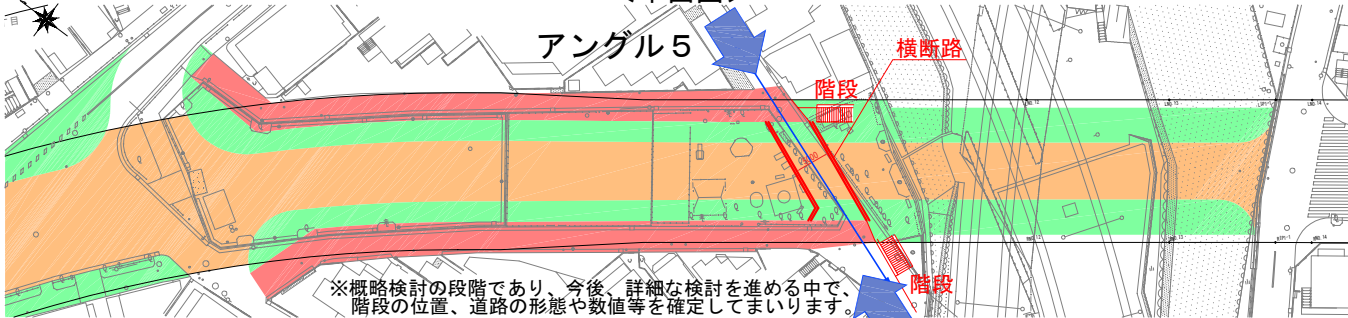 アングル5
横断路
階段
階段
※概略検討の段階であり、今後、詳細な検討を進める中で、
階段の位置、道路の形態や数値等を確定してまいります。